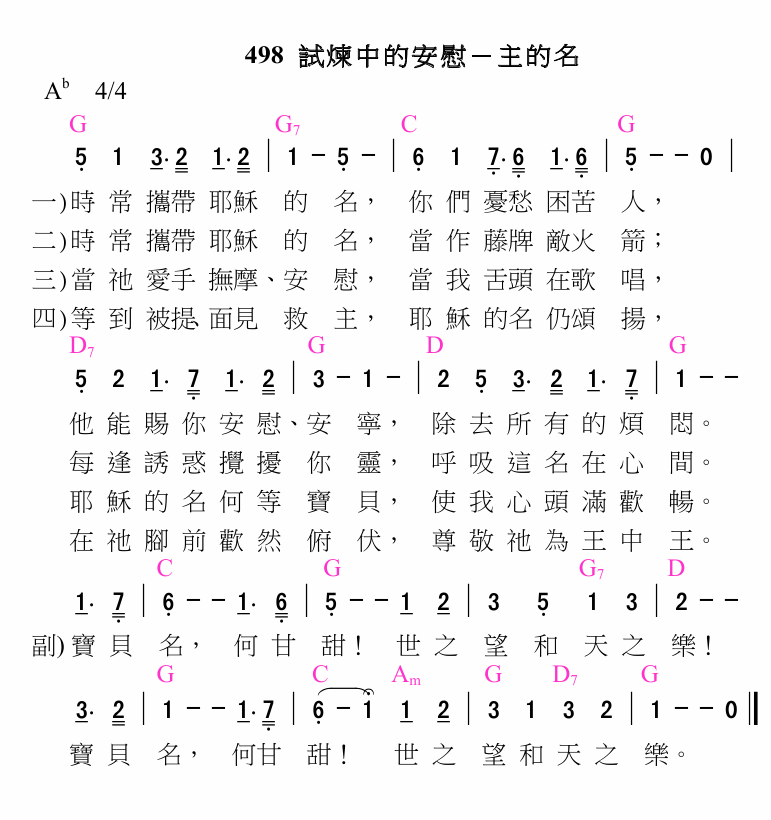 498 試煉中的安慰－主的名
A♭ 4/4
G G7 C G
5 1 3· 2 1· 2 | 1 － 5 － | 6 1 7· 6 1· 6 | 5 － － 0 |
一)時常攜帶耶穌的名， 你們憂愁困苦人，
二)時常攜帶耶穌的名， 當作藤牌敵火箭；
三)當祂愛手撫摩、安慰， 當我舌頭在歌唱，
四)等到被提、面見救主， 耶穌的名仍頌揚，
D7 G D G
5 2 1· 7 1· 2 | 3 － 1 － | 2 5 3· 2 1· 7 | 1 － －
他能賜你安慰、安寧， 除去所有的煩悶。
每逢誘惑攪擾你靈， 呼吸這名在心間。
耶穌的名何等寶貝， 使我心頭滿歡暢。
在祂腳前歡然俯伏， 尊敬祂為王中王。
C G G7 D
1· 7 | 6 － － 1· 6 | 5 － － 1 2 | 3 5 1 3 | 2 － －
副)寶貝名， 何甘甜！ 世之望和天之樂！
G C Am G D7 G
3· 2 | 1 － － 1· 7 | 6 － 1 1 2 | 3 1 3 2 | 1 － － 0 ‖
寶貝名， 何甘甜！ 世之望和天之樂。